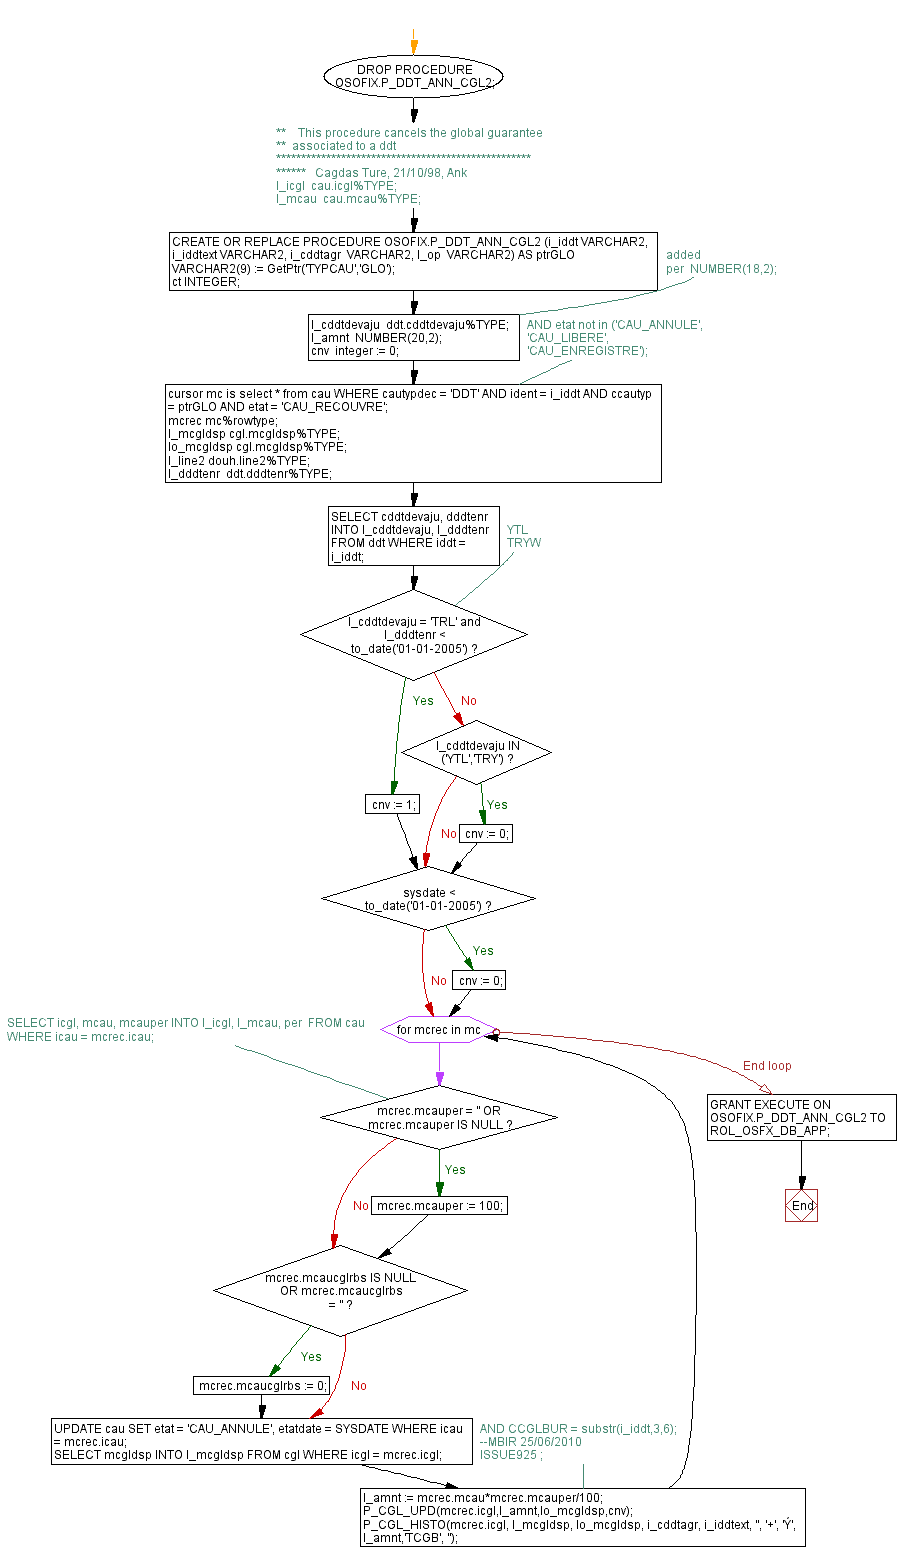 DROP PROCEDURE
OSOFIX.P_DDT_ANN_CGL2;
**    This procedure cancels the global guarantee
**  associated to a ddt
***************************************************
******   Cagdas Ture, 21/10/98, Ank
l_icgl  cau.icgl%TYPE;
l_mcau  cau.mcau%TYPE;
CREATE OR REPLACE PROCEDURE OSOFIX.P_DDT_ANN_CGL2 (i_iddt VARCHAR2,
i_iddtext VARCHAR2, i_cddtagr  VARCHAR2, l_op  VARCHAR2) AS ptrGLO
VARCHAR2(9) := GetPtr('TYPCAU','GLO');
ct INTEGER;
added
per  NUMBER(18,2);
l_cddtdevaju  ddt.cddtdevaju%TYPE;
l_amnt  NUMBER(20,2);
cnv  integer := 0;
AND etat not in ('CAU_ANNULE',
'CAU_LIBERE',
'CAU_ENREGISTRE');
cursor mc is select * from cau WHERE cautypdec = 'DDT' AND ident = i_iddt AND ccautyp
= ptrGLO AND etat = 'CAU_RECOUVRE';
mcrec mc%rowtype;
l_mcgldsp cgl.mcgldsp%TYPE;
lo_mcgldsp cgl.mcgldsp%TYPE;
l_line2 douh.line2%TYPE;
l_dddtenr  ddt.dddtenr%TYPE;
SELECT cddtdevaju, dddtenr
INTO l_cddtdevaju, l_dddtenr
FROM ddt WHERE iddt =
i_iddt;
YTL
TRYW
l_cddtdevaju = 'TRL' and
l_dddtenr <
to_date('01-01-2005') ?
Yes
No
l_cddtdevaju IN
('YTL','TRY') ?
cnv := 1;
Yes
No
cnv := 0;
sysdate <
to_date('01-01-2005') ?
Yes
No
cnv := 0;
SELECT icgl, mcau, mcauper INTO l_icgl, l_mcau, per  FROM cau
WHERE icau = mcrec.icau;
for mcrec in mc
End loop
GRANT EXECUTE ON
OSOFIX.P_DDT_ANN_CGL2 TO
ROL_OSFX_DB_APP;
End
mcrec.mcauper = '' OR
mcrec.mcauper IS NULL ?
Yes
No
mcrec.mcauper := 100;
mcrec.mcaucglrbs IS NULL
OR mcrec.mcaucglrbs
= '' ?
Yes
No
mcrec.mcaucglrbs := 0;
UPDATE cau SET etat = 'CAU_ANNULE', etatdate = SYSDATE WHERE icau
= mcrec.icau;
SELECT mcgldsp INTO l_mcgldsp FROM cgl WHERE icgl = mcrec.icgl;
AND CCGLBUR = substr(i_iddt,3,6);
--MBIR 25/06/2010
ISSUE925 ;
l_amnt := mcrec.mcau*mcrec.mcauper/100;
P_CGL_UPD(mcrec.icgl,l_amnt,lo_mcgldsp,cnv);
P_CGL_HISTO(mcrec.icgl, l_mcgldsp, lo_mcgldsp, i_cddtagr, i_iddtext, '', '+', 'Ý',
l_amnt,'TCGB', '');